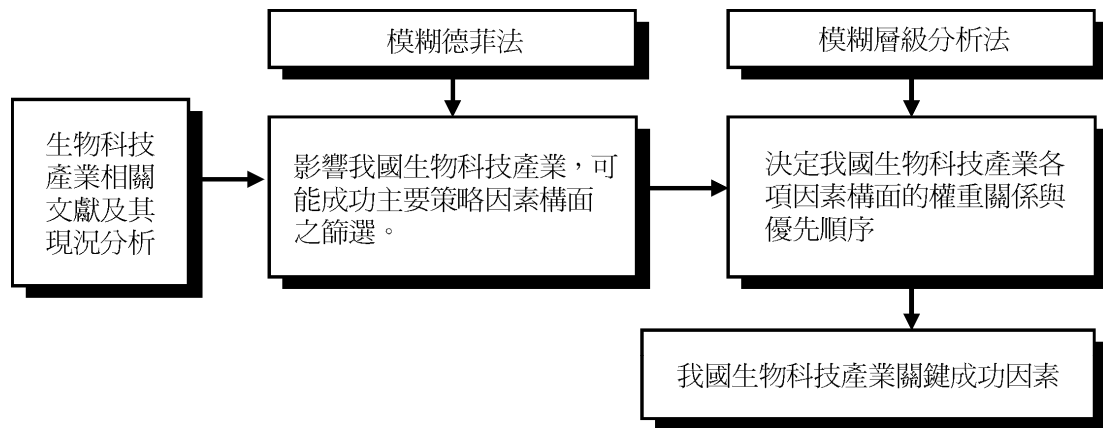 模糊德菲法
模糊層級分析法
生物科技
產業相關
文獻及其
現況分析
影響我國生物科技產業，可
能成功主要策略因素構面
之篩選。
決定我國生物科技產業各
項因素構面的權重關係與
優先順序
我國生物科技產業關鍵成功因素